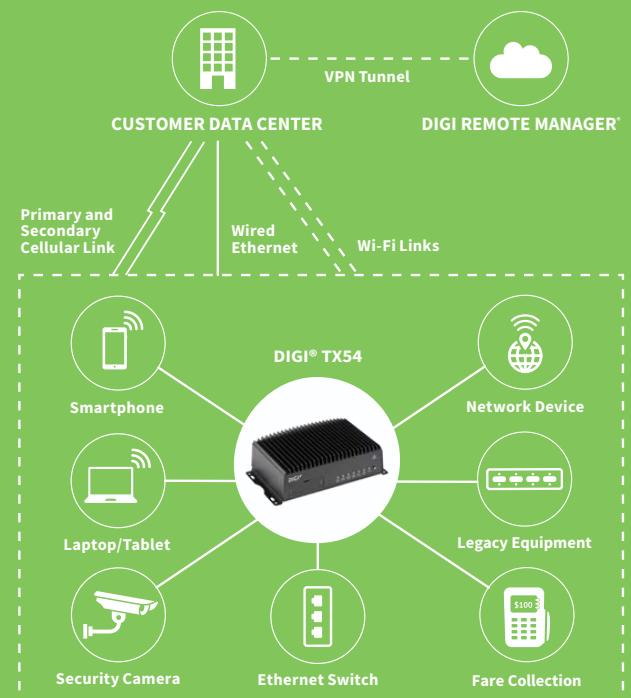 VPN Tunnel
CUSTOMER DATA CENTER
DIGI REMOTE MANAGER®
Primary and
Secondary
Cellular Link
Wired
Ethernet
Wi-Fi Links
DIGI® TX54
Smartphone
Network Device
DIGI
Laptop/Tablet
Legacy Equipment
$100
Security Camera
Ethernet Switch
Fare Collection